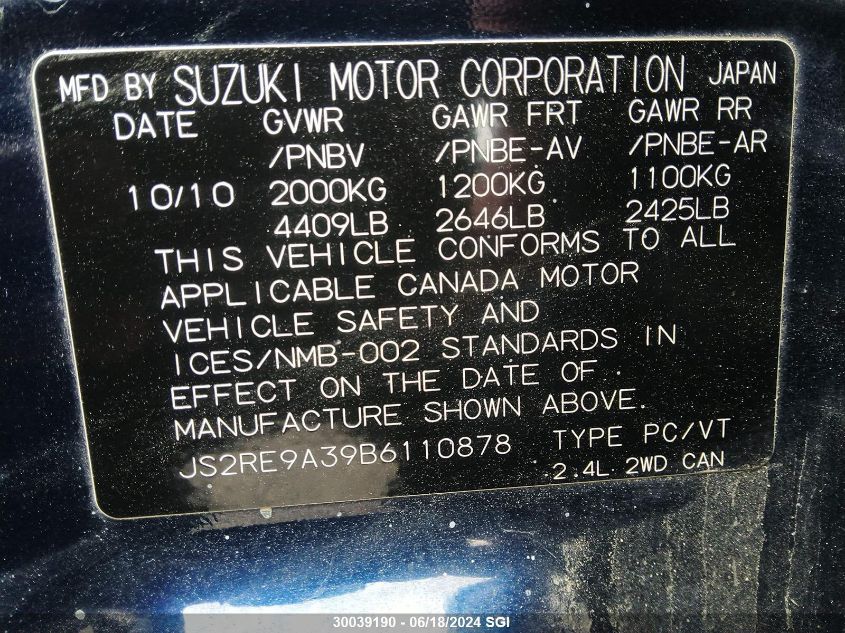 MFD BY SUZUKI MOTOR CORPORATION JAPAN
DATE GVWR GAWR FRT GAWR RR
/PNBV /PNBE-AV /PNBE-AR
10/10 2000KG 1200KG 1100KG
4409LB 2646LB 2425LB
THIS VEHICLE CONFORMS TO ALL
APPLICABLE CANADA MOTOR
VEHICLE SAFETY AND
ICES/NMB-002 STANDARDS IN
EFFECT ON THE DATE OF
MANUFACTURE SHOWN ABOVE.
JS2RE9A39B6110878 TYPE PC/VT
2.4L 2WD CAN
30039190 - 06/18/2024 SGI